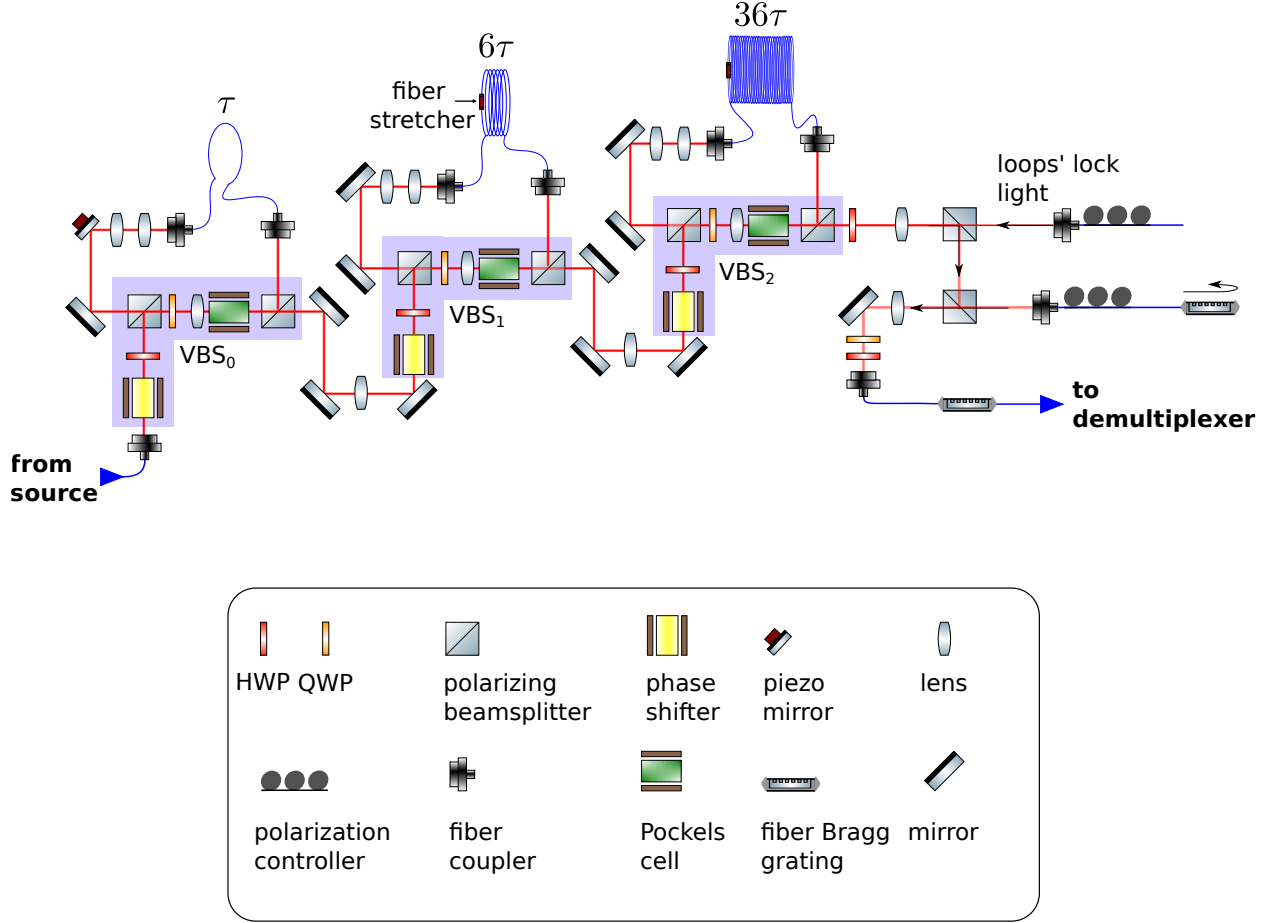 36τ
6τ
fiber
stretcher
τ
loops' lock
light
VBS₂
VBS₁
VBS₀
to
demultiplexer
from
source
HWP QWP
polarizing
beamsplitter
phase
shifter
piezo
mirror
lens
polarization
controller
fiber
coupler
Pockels
cell
fiber Bragg
grating
mirror